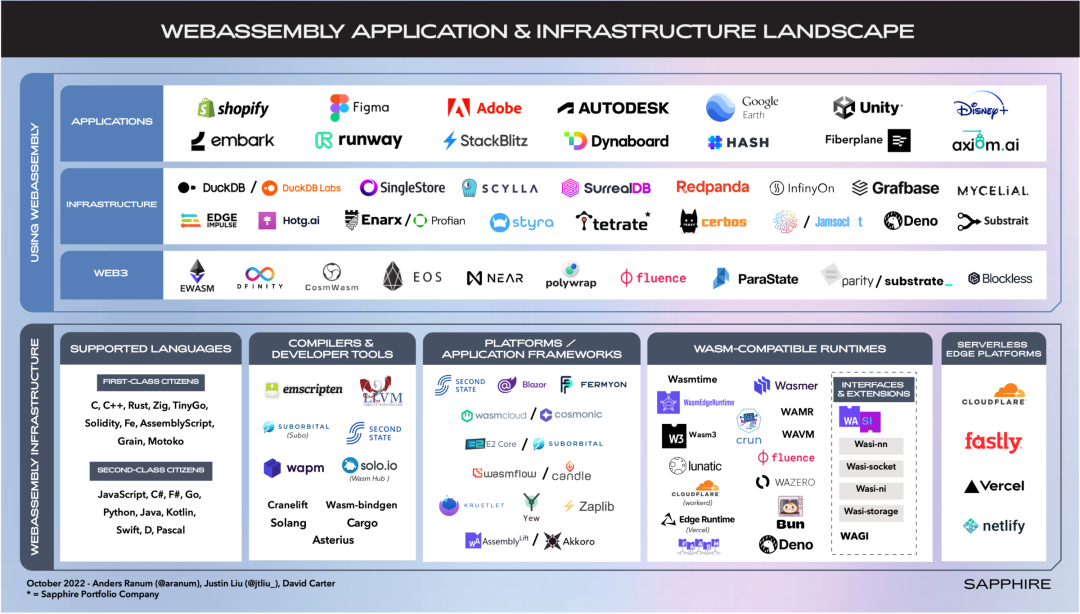 WEBASSEMBLY APPLICATION & INFRASTRUCTURE LANDSCAPE
USING WEBASSEMBLY
APPLICATIONS
shopify
Figma
Adobe
AUTODESK
Google Earth
Unity
Disney+
embark
runway
StackBlitz
Dynaboard
HASH
Fiberplane
axiom.ai
INFRASTRUCTURE
DuckDB / DuckDB Labs
SingleStore
SCYLLA
SurrealDB
Redpanda
InfinyOn
Grafbase
MYCELIAL
EDGE IMPULSE
Hotg.ai
Enarx / Profian
styra
tetrate*
cerbos
/ Jamsoc t
Deno
Substrait
WEB3
EWASM
DFINITY
CosmWasm
EOS
NEAR
polywrap
fluence
ParaState
parity / substrate_
Blockless
WEBASSEMBLY INFRASTRUCTURE
SUPPORTED LANGUAGES
FIRST-CLASS CITIZENS
C, C++, Rust, Zig, TinyGo,
Solidity, Fe, AssemblyScript,
Grain, Motoko
SECOND-CLASS CITIZENS
JavaScript, C#, F#, Go,
Python, Java, Kotlin,
Swift, D, Pascal
COMPILERS &
DEVELOPER TOOLS
emscripten
LLVM
SUBORBITAL
(Subo)
SECOND
STATE
wapm
solo.io
(Wasm Hub )
Cranelift
Wasm-bindgen
Solang
Cargo
Asterius
PLATFORMS /
APPLICATION FRAMEWORKS
SECOND
STATE
Blazor
FERMYON
wasmcloud / cosmonic
E2 Core / SUBORBITAL
wasmflow / candle
KRUSTLET
Yew
Zaplib
WA AssemblyLift / Akkoro
WASM-COMPATIBLE RUNTIMES
Wasmtime
Wasmer
WasmEdgeRuntime
crun
WAMR
W3 Wasm3
WAVM
lunatic
fluence
CLOUDFLARE
(workerd)
WAZERO
Edge Runtime
(Vercel)
Bun
Deno
INTERFACES
& EXTENSIONS
WA SI
Wasi-nn
Wasi-socket
Wasi-ni
Wasi-storage
WAGI
SERVERLESS
EDGE PLATFORMS
CLOUDFLARE
fastly
Vercel
netlify
October 2022 - Anders Ranum (@aranum), Justin Liu (@jtliu_), David Carter
* = Sapphire Portfolio Company
SAPPHIRE